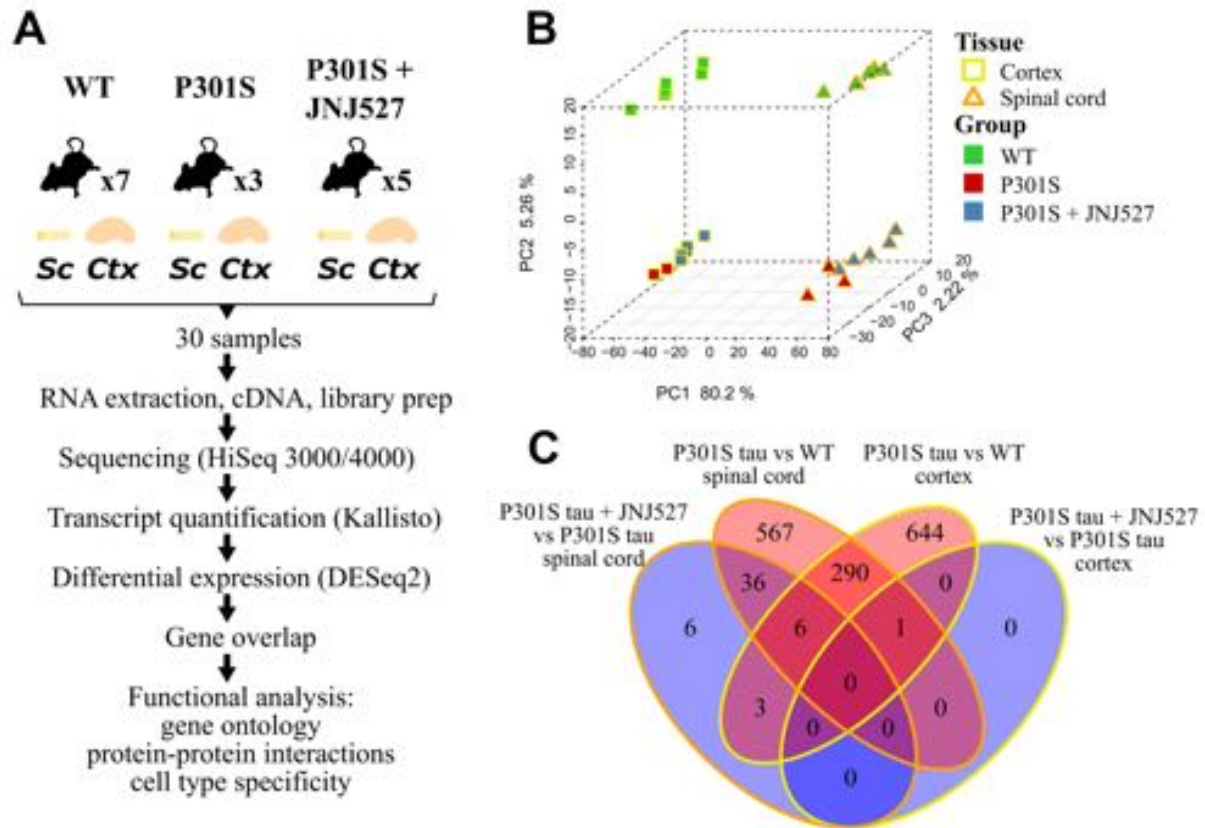 A
WT
P301S
P301S +
JNJ527
x7
x3
x5
Sc Ctx
Sc Ctx
Sc Ctx
30 samples
RNA extraction, cDNA, library prep
Sequencing (HiSeq 3000/4000)
Transcript quantification (Kallisto)
Differential expression (DESeq2)
Gene overlap
Functional analysis:
gene ontology
protein-protein interactions
cell type specificity
B
PC2 5.26 %
20
15
10
5
0
−5
−10
−15
−20
−80 −60 −40 −20 0 20 40 60 80
PC1 80.2 %
−30
−20
−10
0
10
20
PC3 2.22 %
Tissue
Cortex
Spinal cord
Group
WT
P301S
P301S + JNJ527
C
P301S tau vs WT
spinal cord
P301S tau vs WT
cortex
P301S tau + JNJ527
vs P301S tau
spinal cord
P301S tau + JNJ527
vs P301S tau
cortex
567
644
36
290
0
6
6
1
0
0
3
0
0
0
0